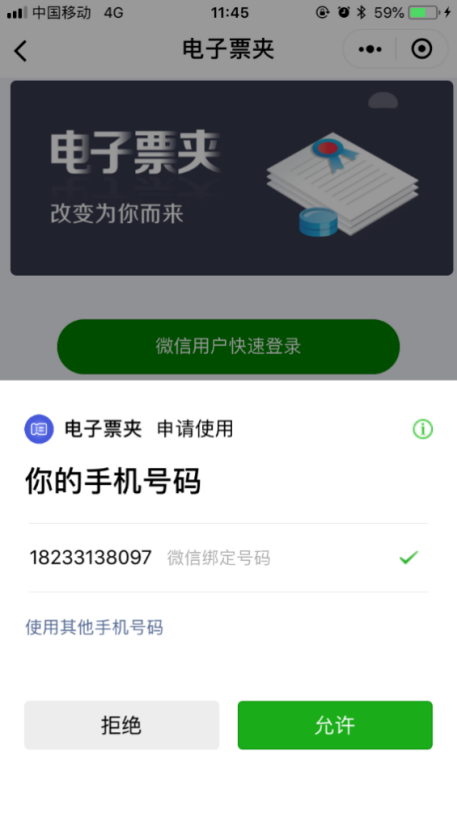 中国移动 4G 11:45 59%
电子票夹
电子票夹
改变为你而来
微信用户快速登录
电子票夹 申请使用
你的手机号码
18233138097 微信绑定号码
使用其他手机号码
拒绝 允许